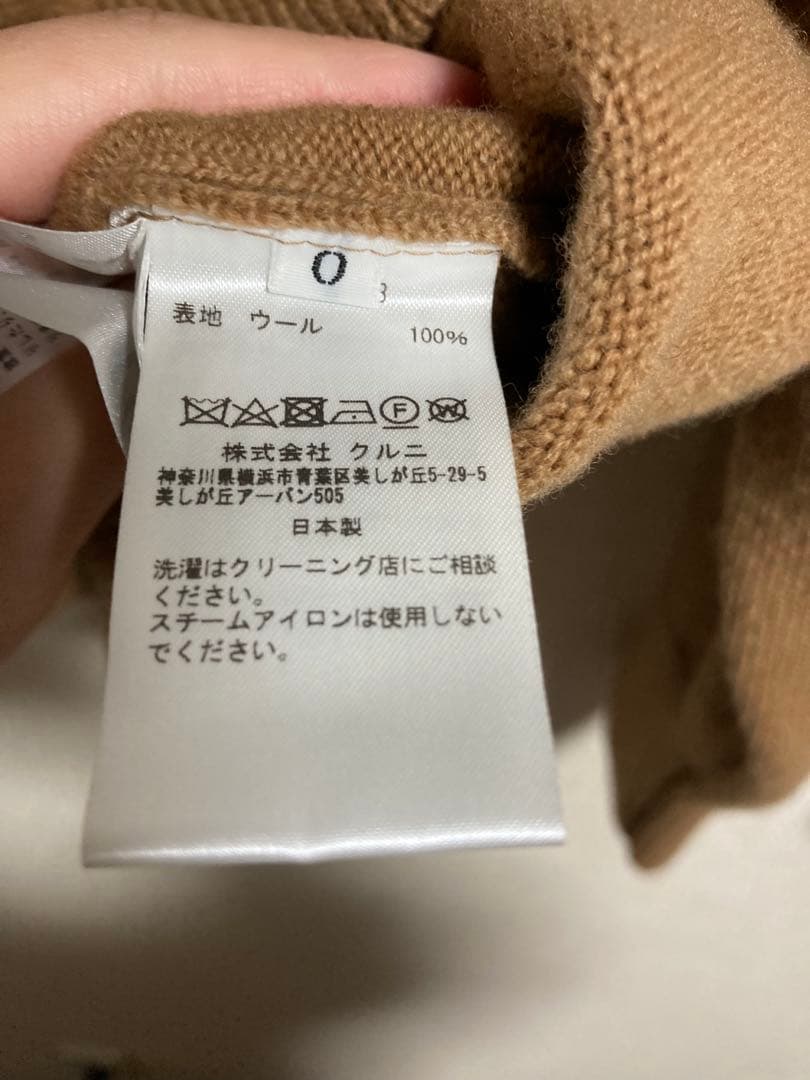 0
3
表地 ウール 100%
F W
株式会社 クルニ
神奈川県横浜市青葉区美しが丘5-29-5
美しが丘アーバン505
日本製
洗濯はクリーニング店にご相談
ください。
スチームアイロンは使用しない
でください。